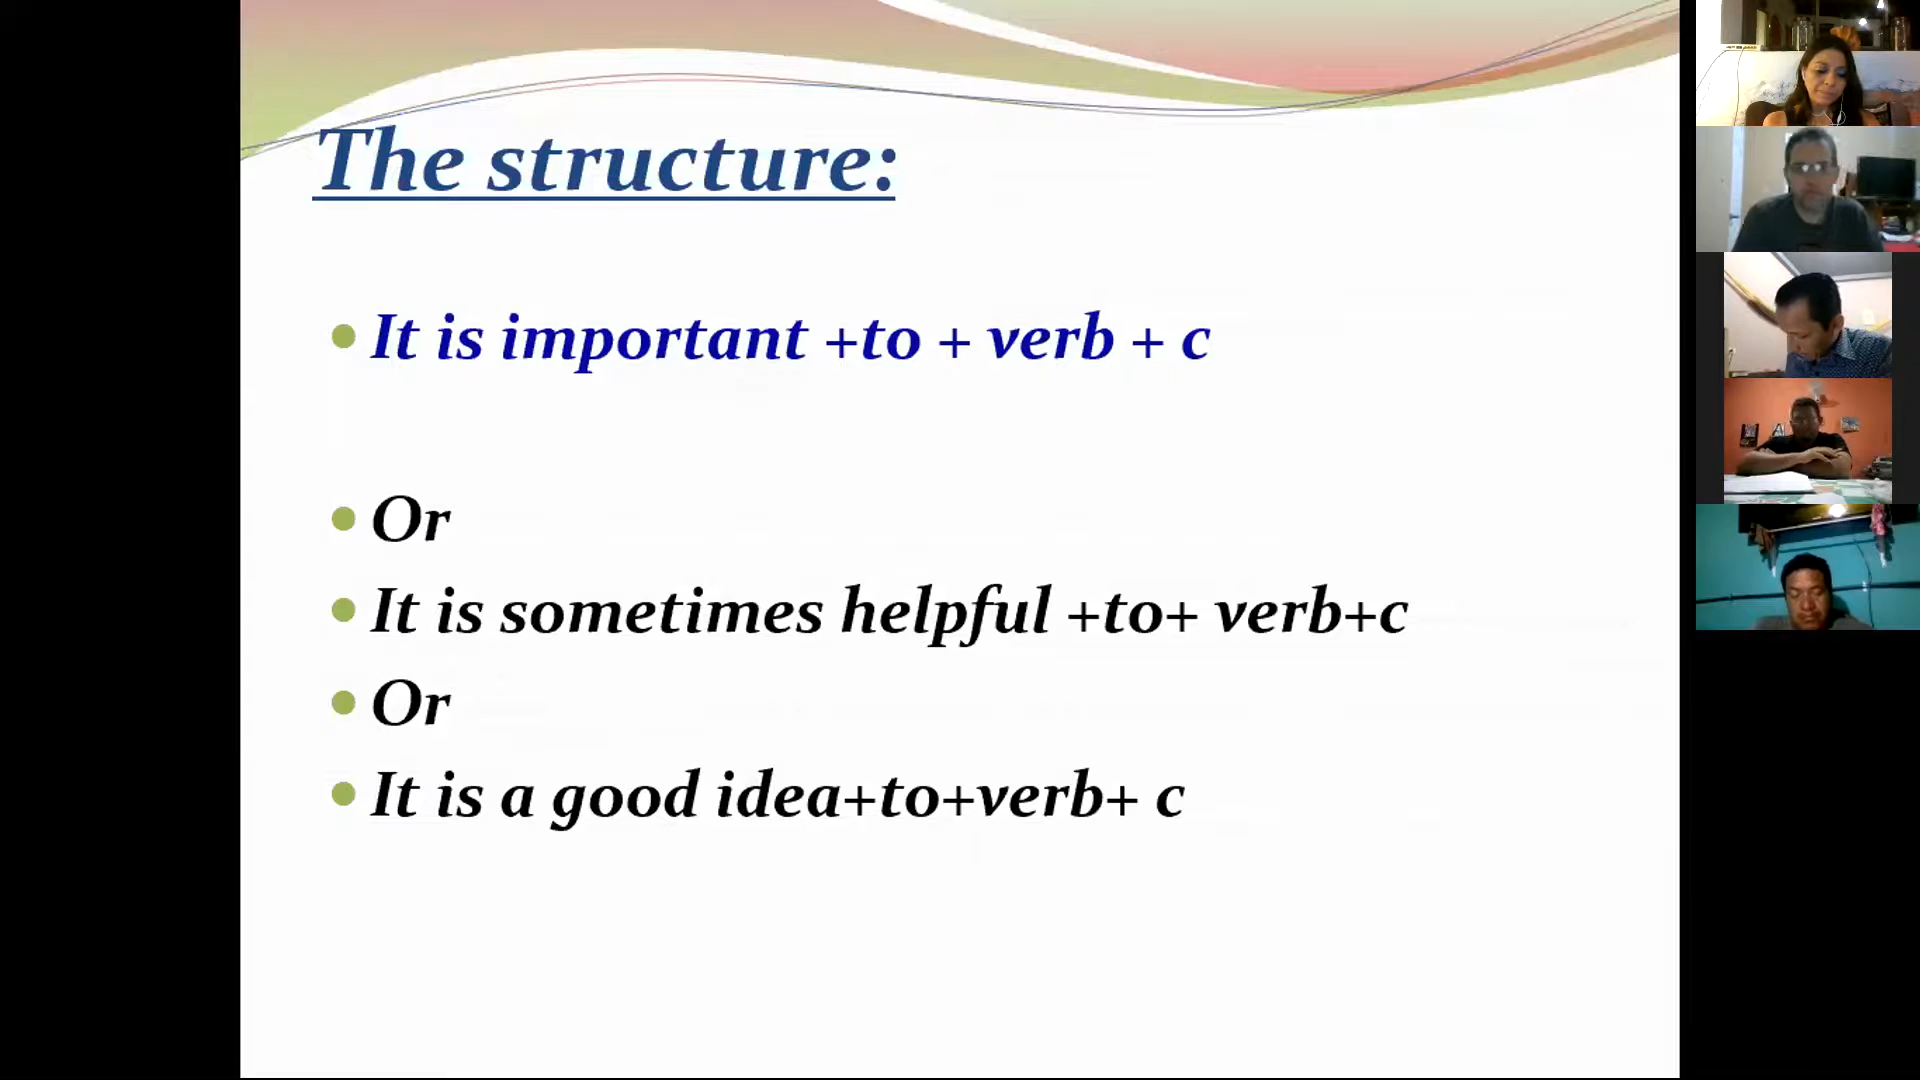 The structure:
It is important +to + verb + c
Or
It is sometimes helpful +to+ verb+c
Or
It is a good idea+to+verb+ c